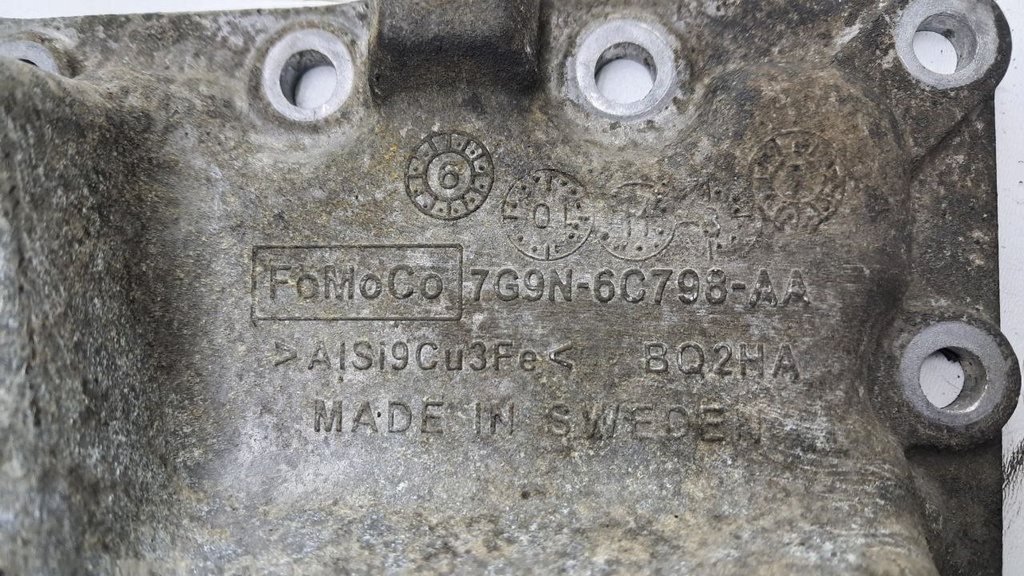 6
FoMoCo 7G9N-6C798-AA
>AlSi9Cu3Fe< BQ2HA
MADE IN SWEDEN